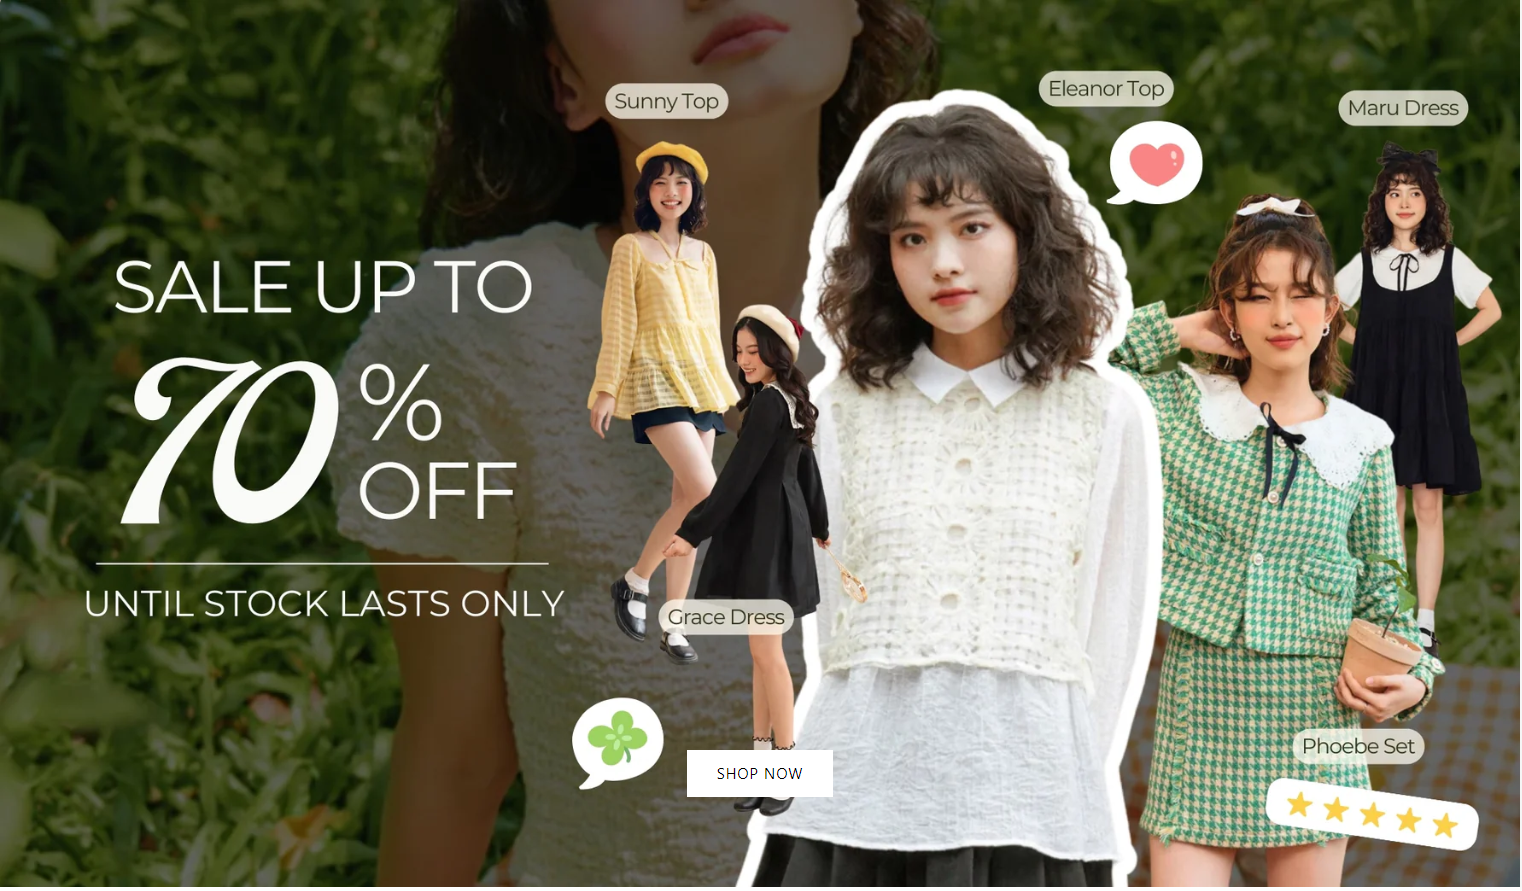 SALE UP TO
70%
OFF
UNTIL STOCK LASTS ONLY
Sunny Top
Eleanor Top
Maru Dress
Grace Dress
Phoebe Set
SHOP NOW